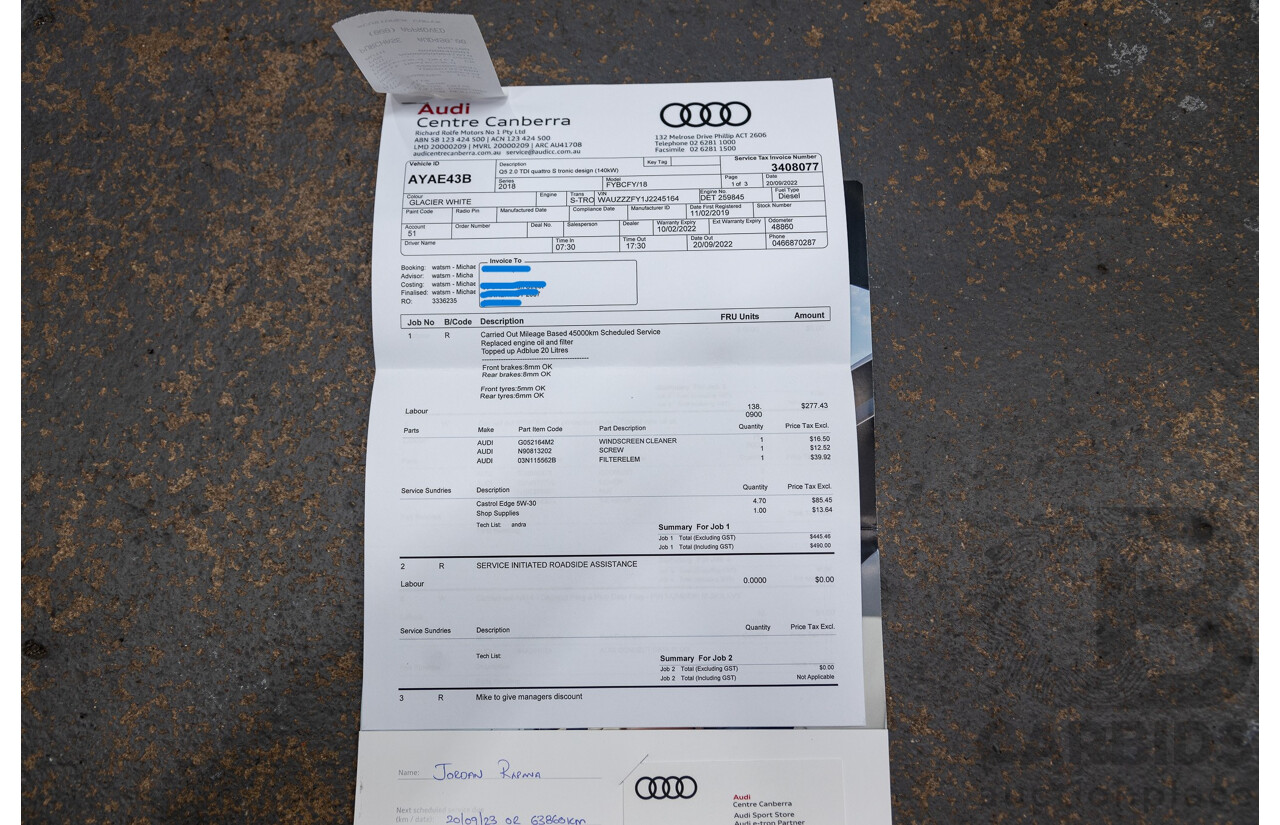 Audi
Centre Canberra
Richard Rolfe Motors No 1 Pty Ltd
ABN 58 123 424 500 | ACN 123 424 500
LMD 20000209 | MVRL 20000209 | ARC AU41708
audicentrecanberra.com.au service@audicc.com.au
132 Melrose Drive Phillip ACT 2606
Telephone 02 6281 1000
Facsimile 02 6281 1500
Vehicle ID Description Key Tag Service Tax Invoice Number
AYAE43B Q5 2.0 TDI quattro S tronic design (140kW) 3408077
Series Model Page Date
2018 FYBCFY/18 1 of 3 20/09/2022
Colour Engine Trans VIN Engine No. Fuel Type
GLACIER WHITE S-TRO WAUZZZFY1J2245164 DET 259845 Diesel
Paint Code Radio Pin Manufactured Date Compliance Date Manufacturer ID Date First Registered Stock Number
11/02/2019
Account Order Number Deal No. Salesperson Dealer Warranty Expiry Ext Warranty Expiry Odometer
51 10/02/2022 48860
Driver Name Time In Time Out Date Out Phone
07:30 17:30 20/09/2022 0466870287
Invoice To
Booking: watsm - Michae
Advisor: watsm - Micha
Costing: watsm - Michae
Finalised: watsm - Michae
RO: 3336235
Job No B/Code Description FRU Units Amount
1 R Carried Out Mileage Based 45000km Scheduled Service
Replaced engine oil and filter
Topped up Adblue 20 Litres
Front brakes:8mm OK
Rear brakes:8mm OK
Front tyres:5mm OK
Rear tyres:6mm OK
Labour 138. $277.43
0900
Parts Make Part Item Code Part Description Quantity Price Tax Excl.
AUDI G052164M2 WINDSCREEN CLEANER 1 $16.50
AUDI N90813202 SCREW 1 $12.52
AUDI 03N115562B FILTERELEM 1 $39.92
Service Sundries Description Quantity Price Tax Excl.
Castrol Edge 5W-30 4.70 $85.45
Shop Supplies 1.00 $13.64
Tech List: andra
Summary For Job 1
Job 1 Total (Excluding GST) $445.46
Job 1 Total (Including GST) $490.00
2 R SERVICE INITIATED ROADSIDE ASSISTANCE
Labour 0.0000 $0.00
Service Sundries Description Quantity Price Tax Excl.
Tech List:
Summary For Job 2
Job 2 Total (Excluding GST) $0.00
Job 2 Total (Including GST) Not Applicable
3 R Mike to give managers discount
Name: JORDAN
Next scheduled service due
(km / date): 20/09/23 OR 63860km
Audi
Centre Canberra
Audi Sport Store
Audi e-tron Partner